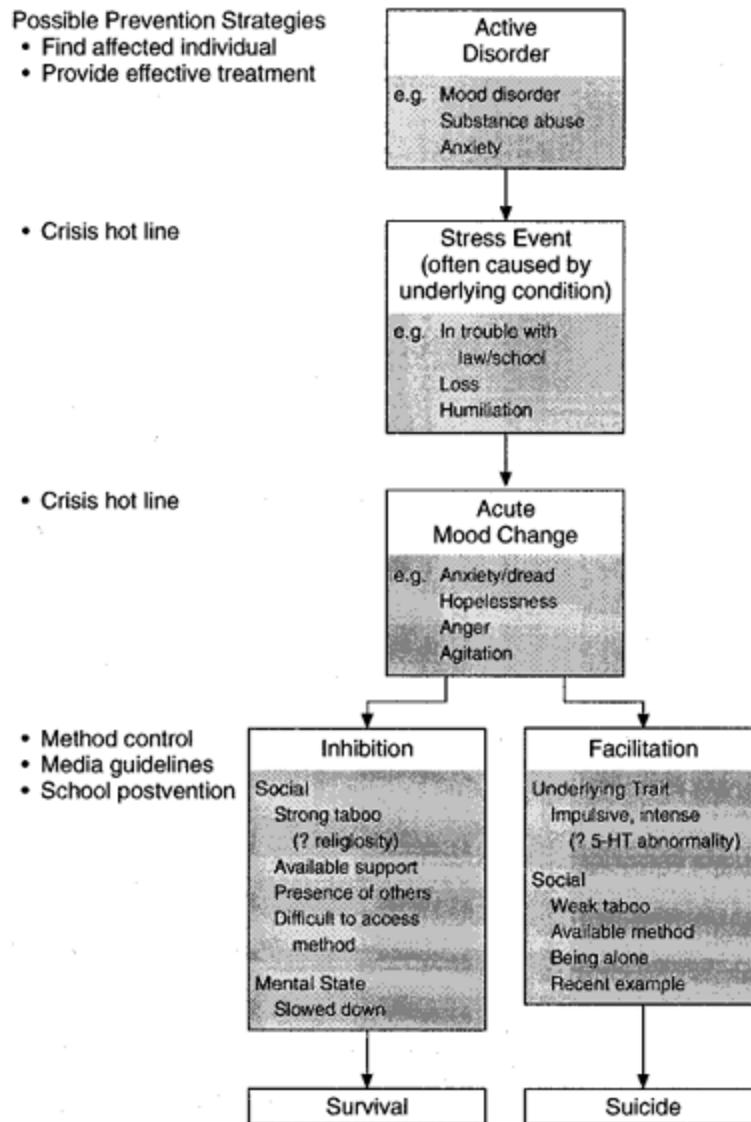 Possible Prevention Strategies
• Find affected individual
• Provide effective treatment
Active
Disorder
e.g. Mood disorder
Substance abuse
Anxiety
• Crisis hot line
Stress Event
(often caused by
underlying condition)
e.g. In trouble with
law/school
Loss
Humiliation
• Crisis hot line
Acute
Mood Change
e.g. Anxiety/dread
Hopelessness
Anger
Agitation
• Method control
• Media guidelines
• School postvention
Inhibition
Social
Strong taboo
(? religiosity)
Available support
Presence of others
Difficult to access
method
Mental State
Slowed down
Facilitation
Underlying Trait
Impulsive, intense
(? 5-HT abnormality)
Social
Weak taboo
Available method
Being alone
Recent example
Survival
Suicide